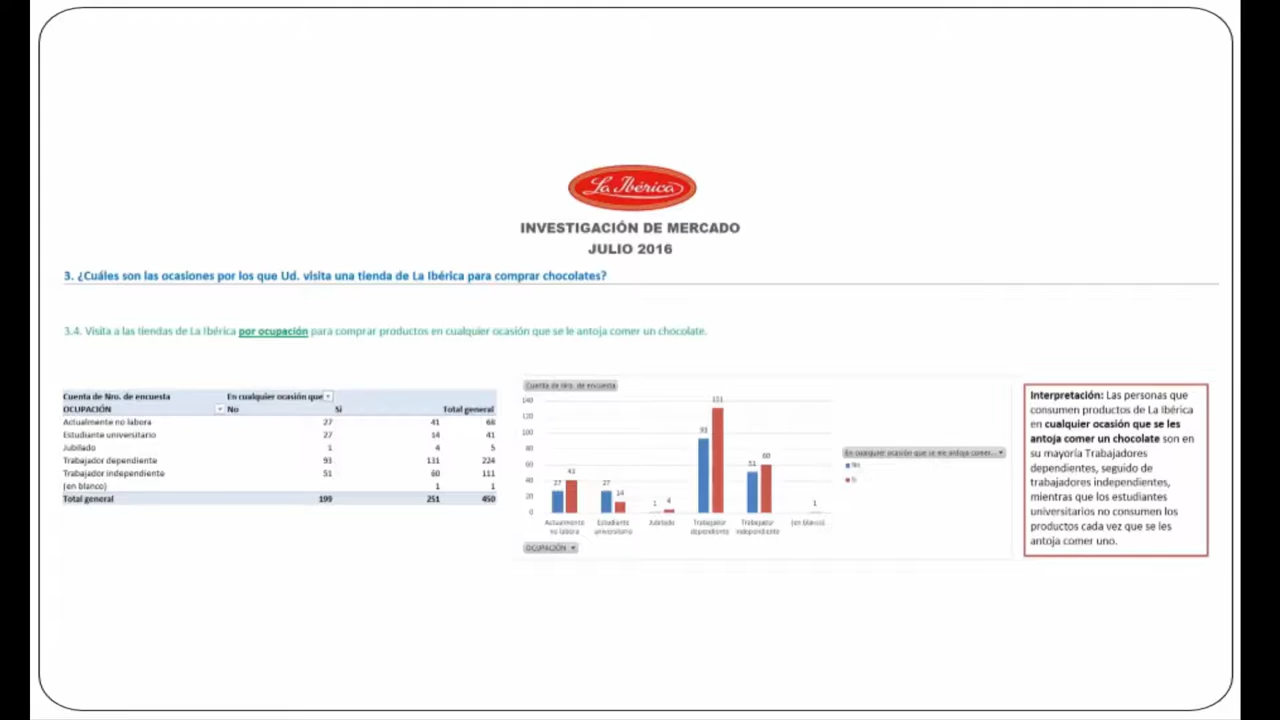 La Ibérica
INVESTIGACIÓN DE MERCADO
JULIO 2016
3. ¿Cuáles son las ocasiones por los que Ud. visita una tienda de La Ibérica para comprar chocolates?
3.4. Visita a las tiendas de La Ibérica por ocupación para comprar productos en cualquier ocasión que se le antoja comer un chocolate.
Cuenta de Nro. de encuesta En cualquier ocasión que
OCUPACIÓN No Si Total general
Actualmente no labora 27 41 68
Estudiante universitario 27 14 41
Jubilado 1 4 5
Trabajador dependiente 93 131 224
Trabajador independiente 51 60 111
(en blanco) 1 1
Total general 199 251 450
Cuenta de Nro. de encuesta
140
120
100
80
60
40
20
0
27 41 27 14 1 4 93 131 51 60 1
Actualmente no labora
Estudiante universitario
Jubilado
Trabajador dependiente
Trabajador independiente
(en blanco)
OCUPACIÓN
En cualquier ocasión que se me antoja comer...
No
Si
Interpretación: Las personas que
consumen productos de La Ibérica
en cualquier ocasión que se les
antoja comer un chocolate son en
su mayoría Trabajadores
dependientes, seguido de
trabajadores independientes,
mientras que los estudiantes
universitarios no consumen los
productos cada vez que se les
antoja comer uno.